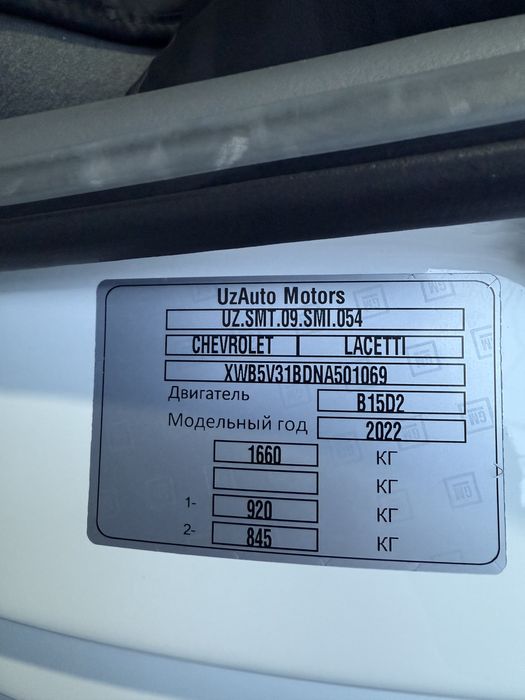 UzAuto Motors
UZ.SMT.09.SMI.054
CHEVROLET LACETTI
XWB5V31BDNA501069
Двигатель B15D2
Модельный год 2022
1660 КГ
КГ
1- 920 КГ
2- 845 КГ